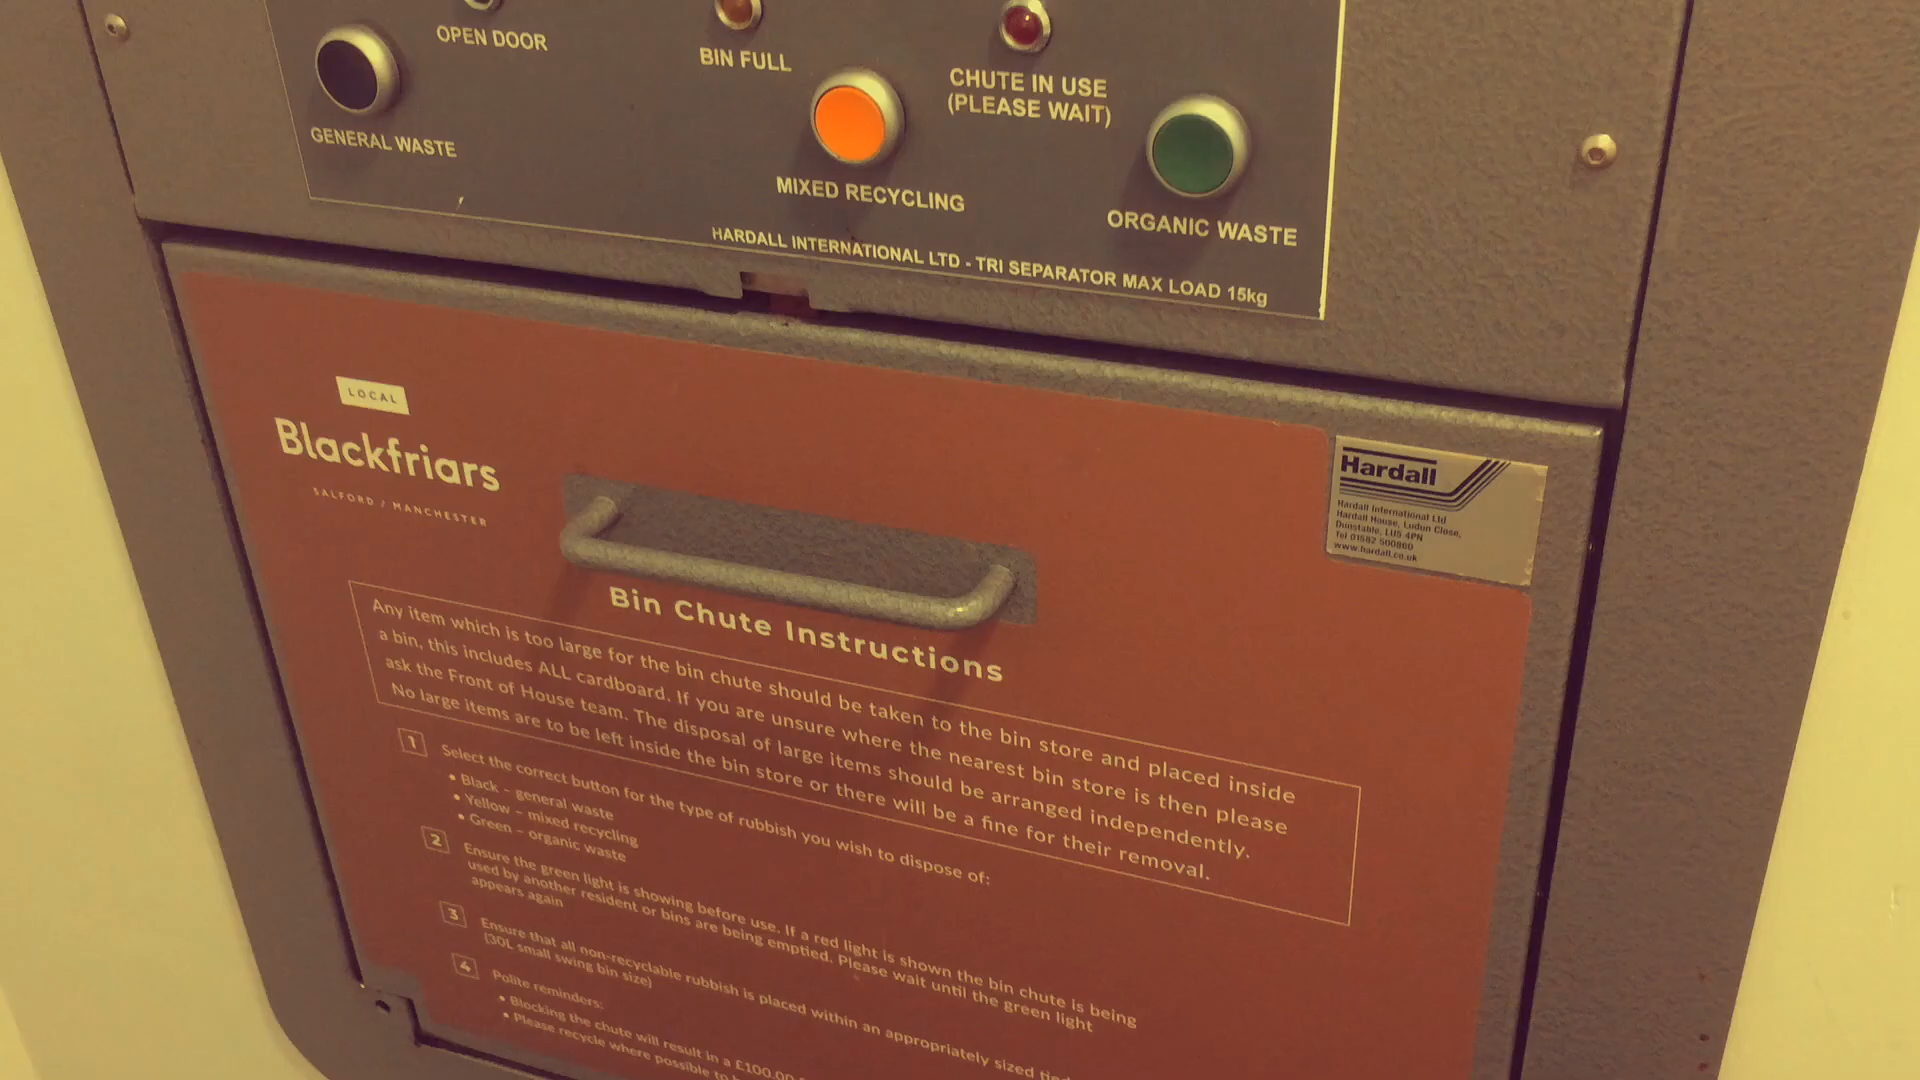 OPEN DOOR
BIN FULL
CHUTE IN USE
(PLEASE WAIT)
GENERAL WASTE
MIXED RECYCLING
ORGANIC WASTE
HARDALL INTERNATIONAL LTD - TRI SEPARATOR MAX LOAD 15kg
LOCAL
Blackfriars
SALFORD / MANCHESTER
Hardall
Hardall International Ltd
Hardall House, Ludun Close,
Dunstable, LU5 4PN
Tel 01582 500860
www.hardall.co.uk
Bin Chute Instructions
Any item which is too large for the bin chute should be taken to the bin store and placed inside
a bin, this includes ALL cardboard. If you are unsure where the nearest bin store is then please
ask the Front of House team. The disposal of large items should be arranged independently.
No large items are to be left inside the bin store or there will be a fine for their removal.
1 Select the correct button for the type of rubbish you wish to dispose of:
• Black – general waste
• Yellow – mixed recycling
• Green – organic waste
2 Ensure the green light is showing before use. If a red light is shown the bin chute is being
used by another resident or bins are being emptied. Please wait until the green light
appears again
3 Ensure that all non-recyclable rubbish is placed within an appropriately sized tied
(30L small swing bin size)
4 Polite reminders:
• Blocking the chute will result in a £100.00
• Please recycle where possible to